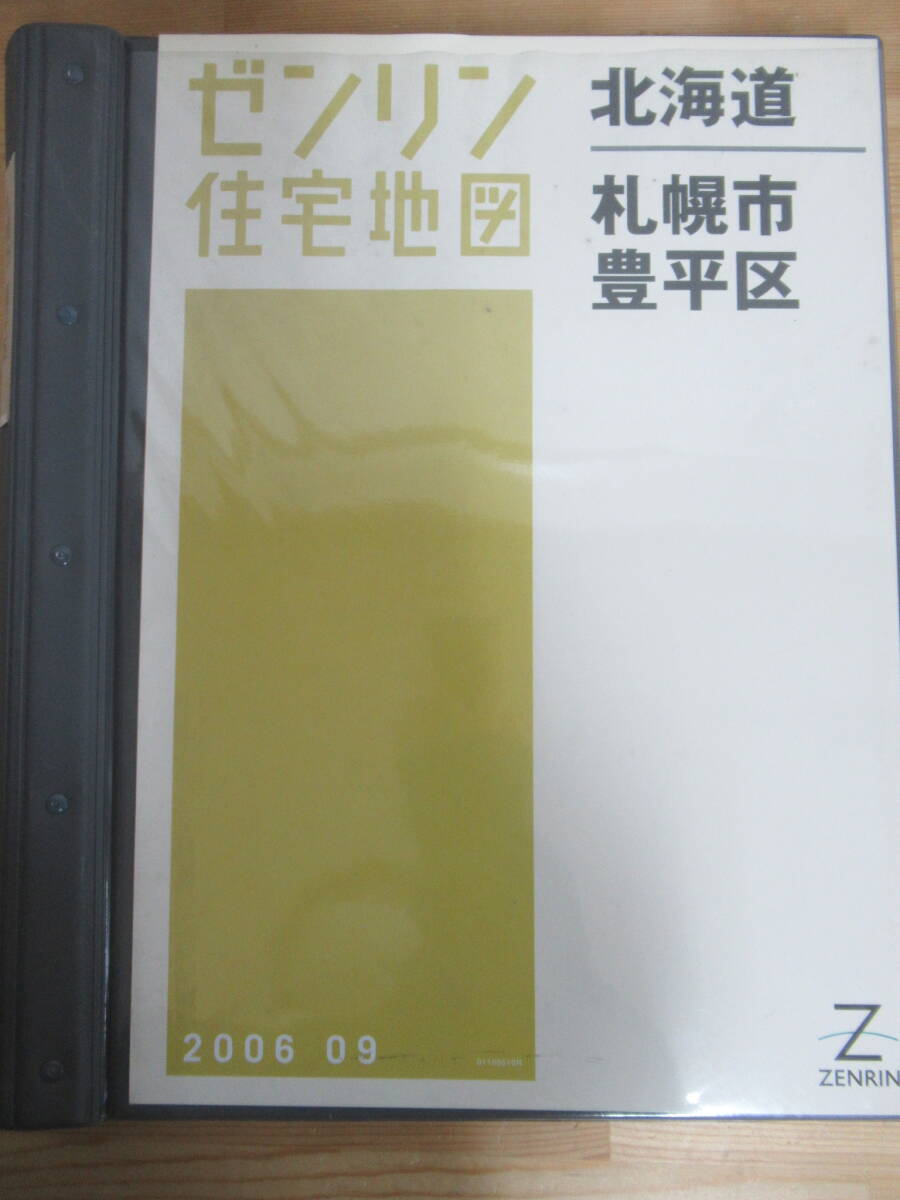 ゼンリン
住宅地図
北海道
札幌市
豊平区
2006 09
ZENRIN